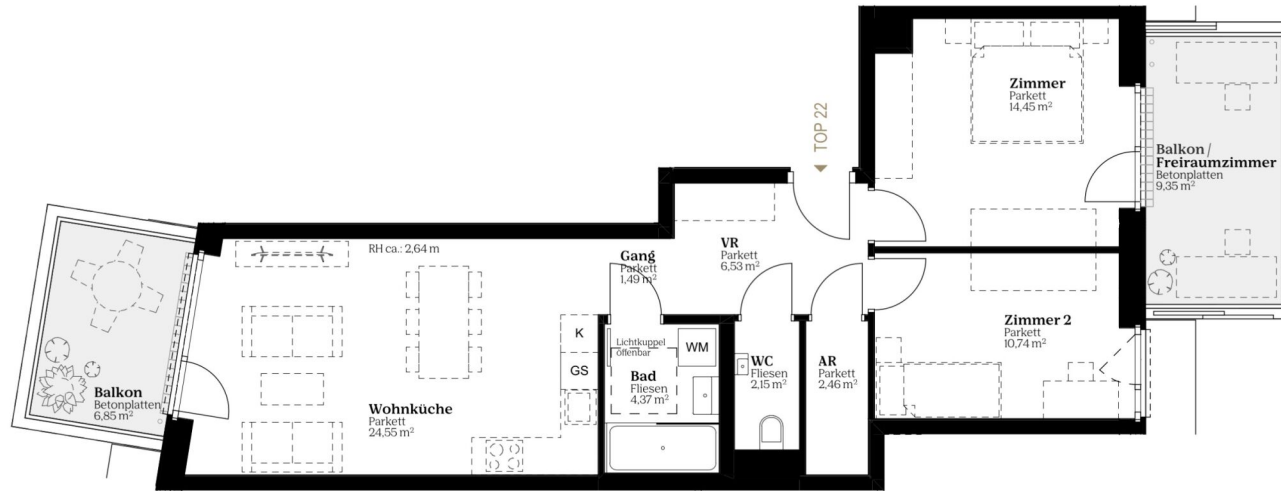 TOP 22
Zimmer
Parkett
14,45 m²
Balkon /
Freiraumzimmer
Betonplatten
9,35 m²
RH ca.: 2,64 m
Gang
Parkett
1,49 m²
VR
Parkett
6,53 m²
Zimmer 2
Parkett
10,74 m²
K
GS
Lichtkuppel
öffenbar
WM
Bad
Fliesen
4,37 m²
WC
Fliesen
2,15 m²
AR
Parkett
2,46 m²
Balkon
Betonplatten
6,85 m²
Wohnküche
Parkett
24,55 m²